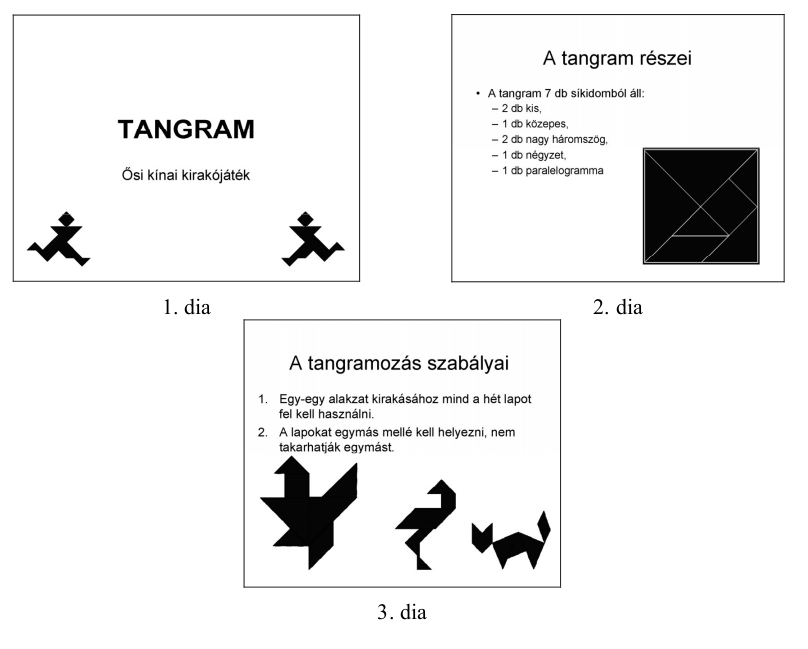 TANGRAM
Ősi kínai kirakójáték
1. dia
A tangram részei
• A tangram 7 db síkidomból áll:
– 2 db kis,
– 1 db közepes,
– 2 db nagy háromszög,
– 1 db négyzet,
– 1 db paralelogramma
2. dia
A tangramozás szabályai
1. Egy-egy alakzat kirakásához mind a hét lapot
fel kell használni.
2. A lapokat egymás mellé kell helyezni, nem
takarhatják egymást.
3. dia